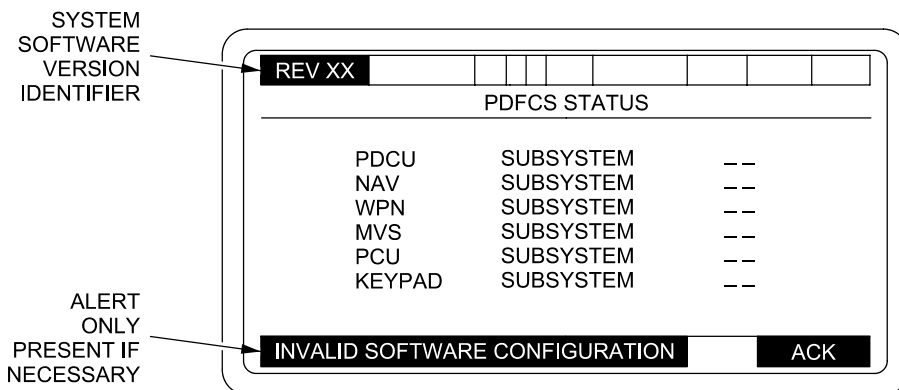 SYSTEM
SOFTWARE
VERSION
IDENTIFIER
REV XX
PDFCS STATUS
PDCU SUBSYSTEM _ _
NAV SUBSYSTEM _ _
WPN SUBSYSTEM _ _
MVS SUBSYSTEM _ _
PCU SUBSYSTEM _ _
KEYPAD SUBSYSTEM _ _
ALERT
ONLY
PRESENT IF
NECESSARY
INVALID SOFTWARE CONFIGURATION ACK